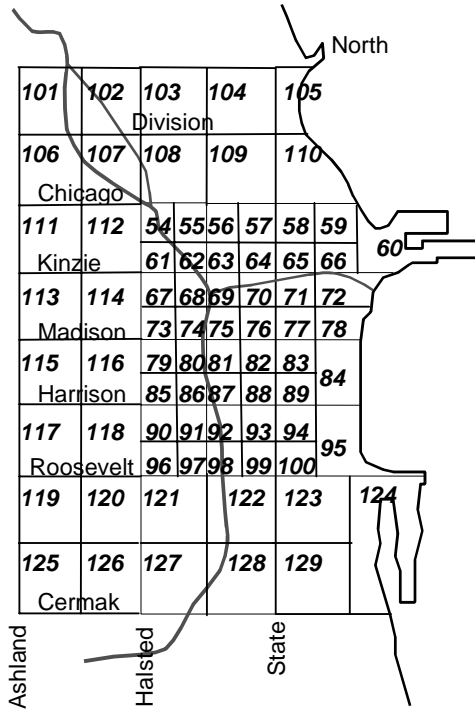 North
101 102 103 104 105
Division
106 107 108 109 110
Chicago
111 112 54 55 56 57 58 59
60
Kinzie 61 62 63 64 65 66
113 114 67 68 69 70 71 72
Madison 73 74 75 76 77 78
115 116 79 80 81 82 83
84
Harrison 85 86 87 88 89
117 118 90 91 92 93 94
95
Roosevelt 96 97 98 99 100
119 120 121 122 123 124
125 126 127 128 129
Cermak
Ashland
Halsted
State